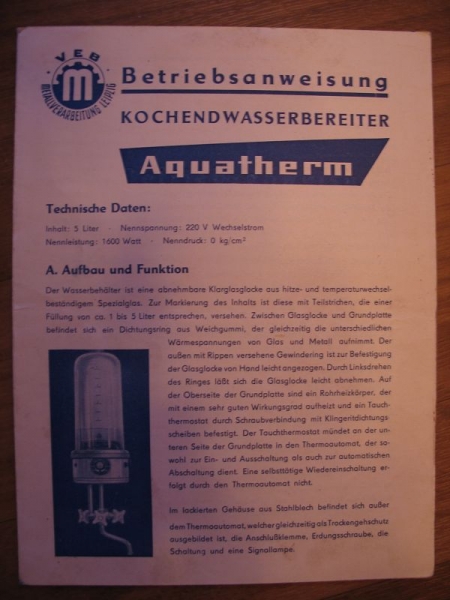 VEB
m
METALLVERARBEITUNG LEIPZIG
Betriebsanweisung
KOCHENDWASSERBEREITER
Aquatherm
Technische Daten:
Inhalt: 5 Liter · Nennspannung: 220 V Wechselstrom
Nennleistung: 1600 Watt · Nenndruck: 0 kg/cm²
A. Aufbau und Funktion
Der Wasserbehälter ist eine abnehmbare Klarglasglocke aus hitze- und temperaturwechsel-
beständigem Spezialglas. Zur Markierung des Inhalts ist diese mit Teilstrichen, die einer
Füllung von ca. 1 bis 5 Liter entsprechen, versehen. Zwischen Glasglocke und Grundplatte
befindet sich ein Dichtungsring aus Weichgummi, der gleichzeitig die unterschiedlichen
Wärmespannungen von Glas und Metall aufnimmt. Der
außen mit Rippen versehene Gewindering ist zur Befestigung
der Glasglocke von Hand leicht angezogen. Durch Linksdrehen
des Ringes läßt sich die Glasglocke leicht abnehmen. Auf
der Oberseite der Grundplatte sind ein Rohrheizkörper, der
mit einem sehr guten Wirkungsgrad aufheizt und ein Tauch-
thermostat durch Schraubverbindung mit Klingeritdichtungs-
scheiben befestigt. Der Tauchthermostat mündet an der un-
teren Seite der Grundplatte in den Thermoautomat, der so-
wohl zur Ein- und Ausschaltung als auch zur automatischen
Abschaltung dient. Eine selbsttätige Wiedereinschaltung er-
folgt durch den Thermoautomat nicht.
Im lackierten Gehäuse aus Stahlblech befindet sich außer
dem Thermoautomat, welcher gleichzeitig als Trockengehschutz
ausgebildet ist, die Anschlußklemme, Erdungsschraube, die
Schaltung und eine Signallampe.